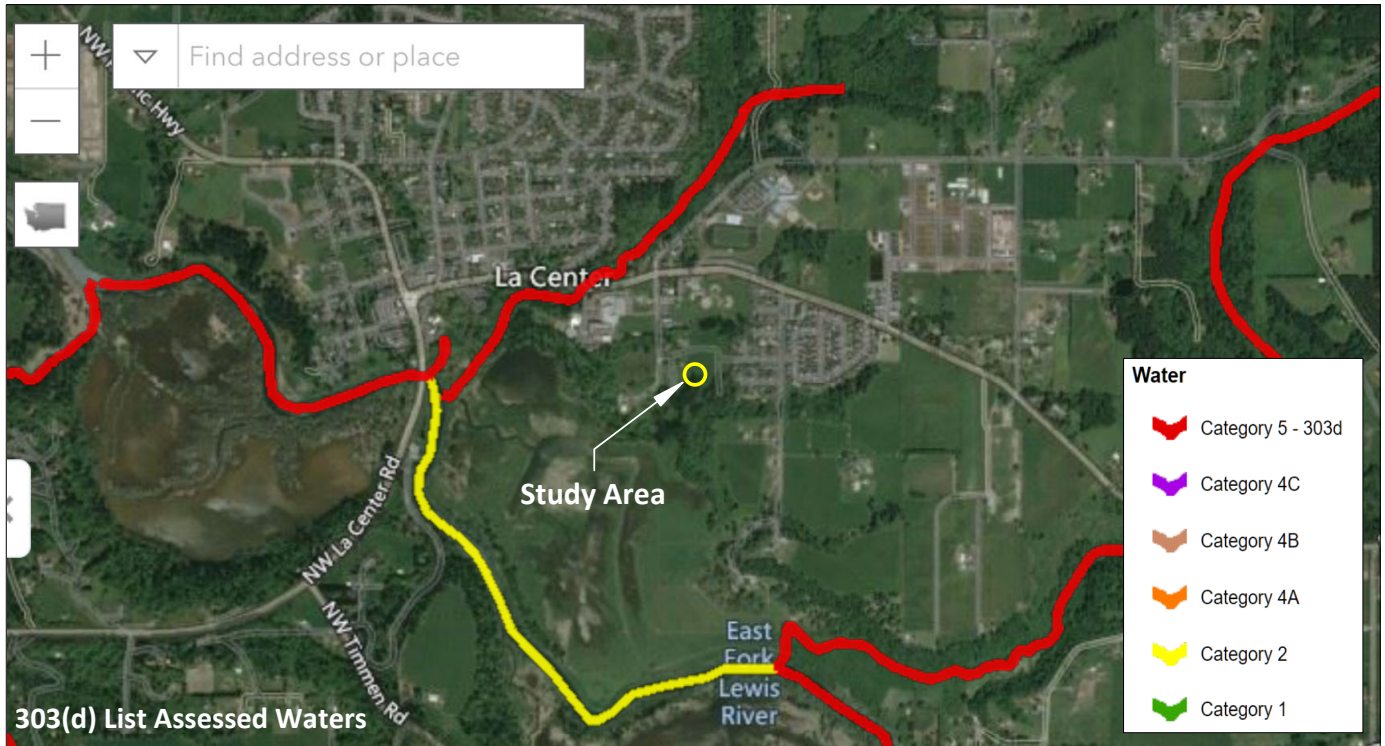 Find address or place
NW
ic Hwy
La Center
Study Area
NW La Center Rd
NW Timmen Rd
East
Fork
Lewis
River
303(d) List Assessed Waters
Water
Category 5 - 303d
Category 4C
Category 4B
Category 4A
Category 2
Category 1